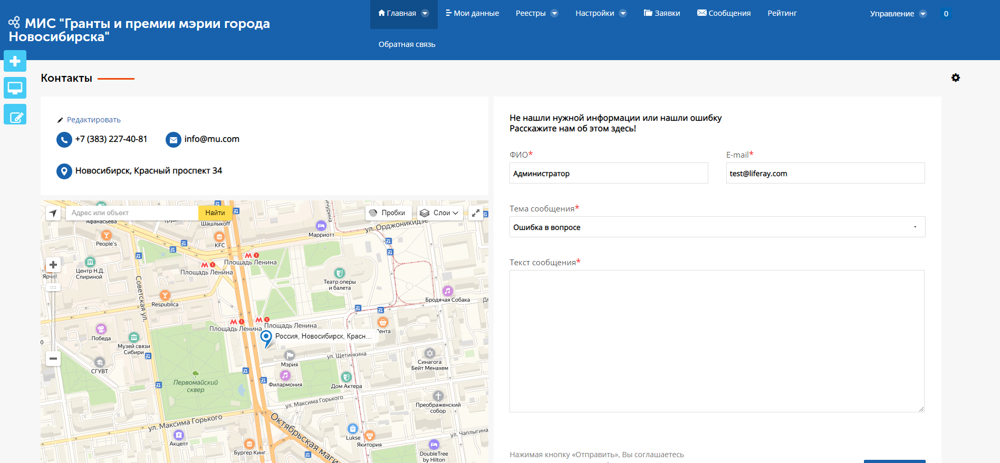 МИС "Гранты и премии мэрии города
Новосибирска"
Главная
Мои данные
Реестры
Настройки
Заявки
Сообщения
Рейтинг
Управление
0
Обратная связь
Контакты
Редактировать
+7 (383) 227-40-81
info@mu.com
Новосибирск, Красный проспект 34
Адрес или объект
Найти
Пробки
Слои
Афанасьева
Шашлыкоff
ул. Орджоникидзе
Марриотт
People's
KFC
Площадь Ленина
Площадь Ленина
Центр Н.Д.
Спириной
Ярче!
Театр оперы
и балета
Советская ул.
Respublica
Бродячая Собака
Площадь Ленина
Площадь Ленина
Лента
Россия, Новосибирск, Красн...
Победа
Музей связи
Сибири
ул. Щетинкина
Мэрия
Синагога
Бейт Менахем
СГУВТ
Первомайский
сквер
Филармония
Дом Актера
ул. Максима Горького
Преображенский
собор
ул. Максима Горького
Октябрьская маги
Lukse
Якитория
ул. Чаплыгина
Акцепт
Бургер Кинг
DoubleTree
by Hilton
Не нашли нужной информации или нашли ошибку
Расскажите нам об этом здесь!
ФИО*
E-mail*
Администратор
test@liferay.com
Тема сообщения*
Ошибка в вопросе
Текст сообщения*
Нажимая кнопку «Отправить», Вы соглашаетесь